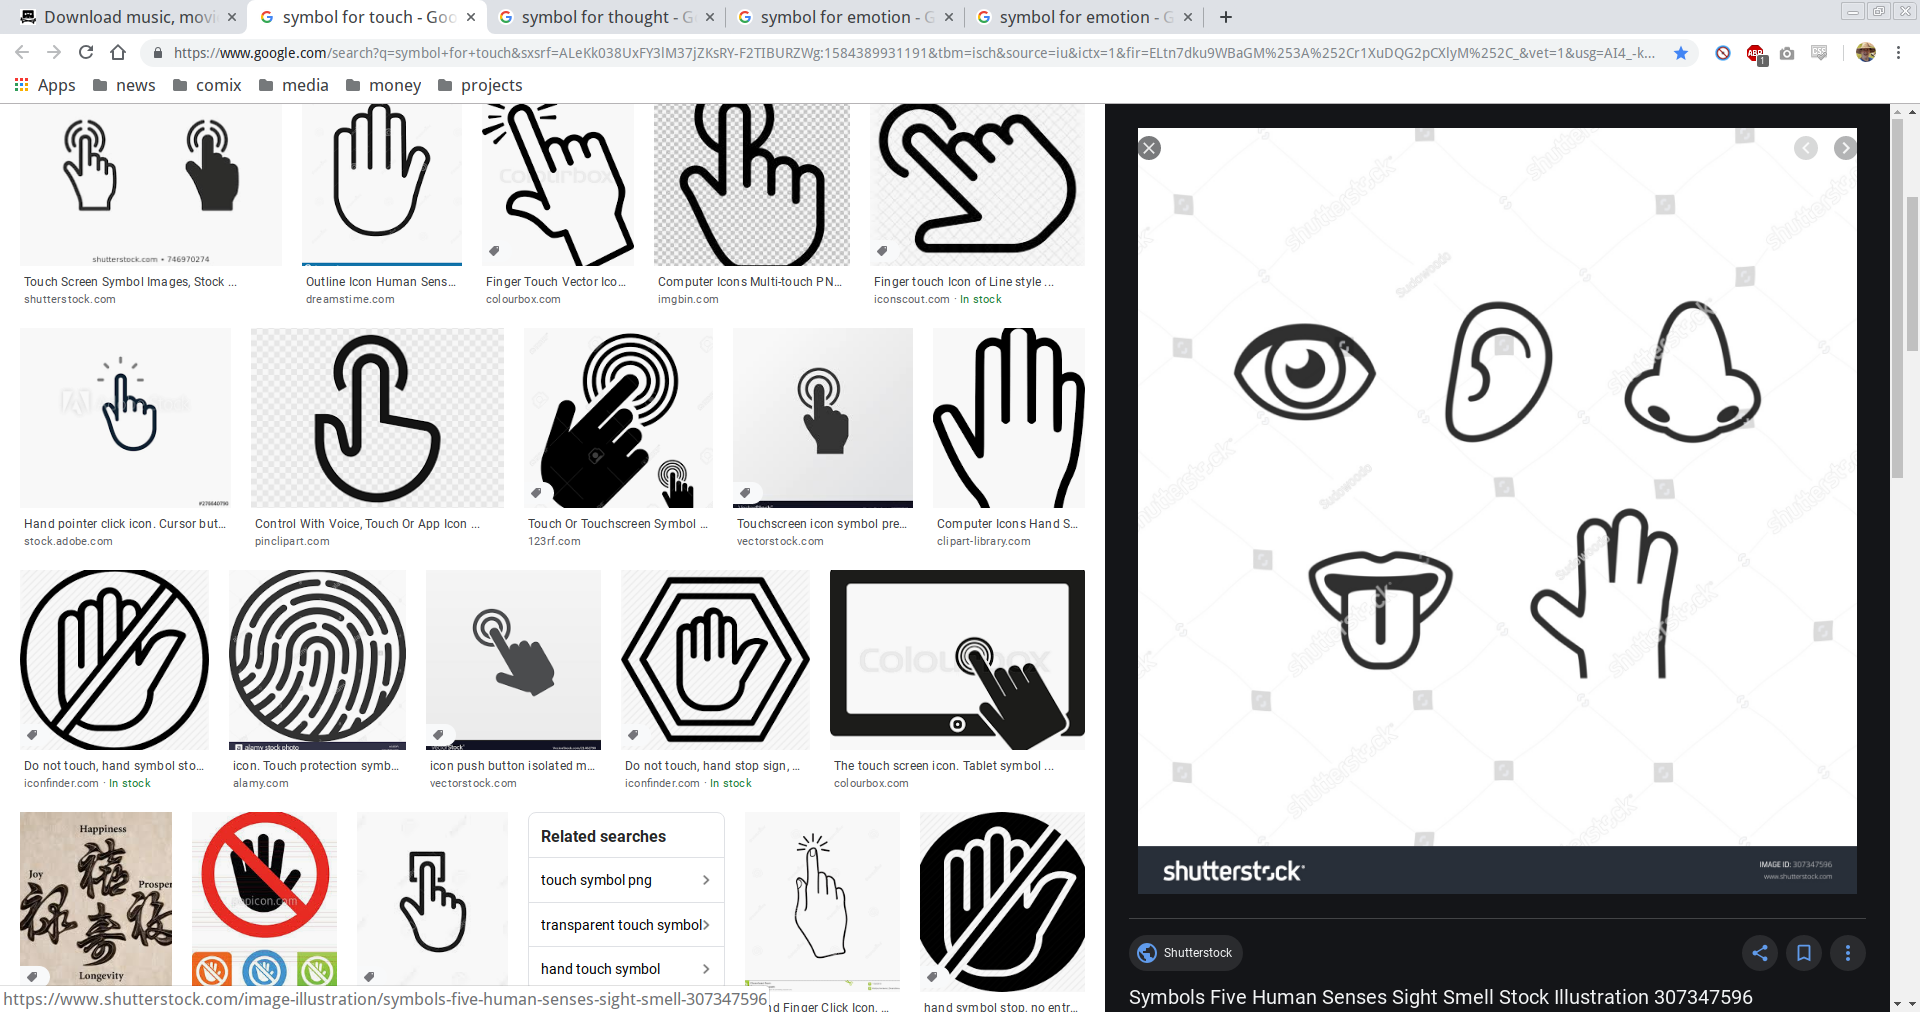 Download music, movi
symbol for touch - Goo
symbol for thought - G
symbol for emotion - G
symbol for emotion - G
https://www.google.com/search?q=symbol+for+touch&sxsrf=ALeKk038UxFY3lM37jZKsRY-F2TIBURZWg:1584389931191&tbm=isch&source=iu&ictx=1&fir=ELtn7dku9WBaGM%253A%252Cr1XuDQG2pCXlyM%252C_&vet=1&usg=AI4_-k...
ABP
1
CSS
Apps
news
comix
media
money
projects
shutterstock.com • 746970274
Colourbox
Touch Screen Symbol Images, Stock ...
shutterstock.com
Outline Icon Human Sens...
dreamstime.com
Finger Touch Vector Ico...
colourbox.com
Computer Icons Multi-touch PN...
imgbin.com
Finger touch Icon of Line style ...
iconscout.com · In stock
Hand pointer click icon. Cursor but...
stock.adobe.com
Control With Voice, Touch Or App Icon ...
pinclipart.com
Touch Or Touchscreen Symbol ...
123rf.com
Touchscreen icon symbol pre...
vectorstock.com
Computer Icons Hand S...
clipart-library.com
alamy stock photo
Colourbox
Do not touch, hand symbol sto...
iconfinder.com · In stock
icon. Touch protection symb...
alamy.com
icon push button isolated m...
vectorstock.com
Do not touch, hand stop sign, ...
iconfinder.com · In stock
The touch screen icon. Tablet symbol ...
colourbox.com
Happiness
Joy
Prosper
Longevity
Related searches
touch symbol png
transparent touch symbol
hand touch symbol
nd Finger Click Icon. ...
hand symbol stop. no entr...
https://www.shutterstock.com/image-illustration/symbols-five-human-senses-sight-smell-307347596
shutterstock
Sudowoodo
shutterstock
IMAGE ID: 307347596
www.shutterstock.com
Shutterstock
Symbols Five Human Senses Sight Smell Stock Illustration 307347596